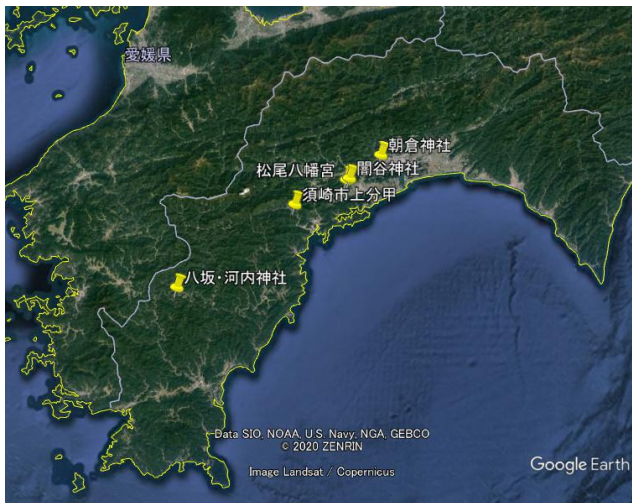 愛媛県
朝倉神社
松尾八幡宮
閘谷神社
須崎市上分甲
八坂・河内神社
Data SIO, NOAA, U.S. Navy, NGA, GEBCO
© 2020 ZENRIN
Image Landsat / Copernicus
Google Earth